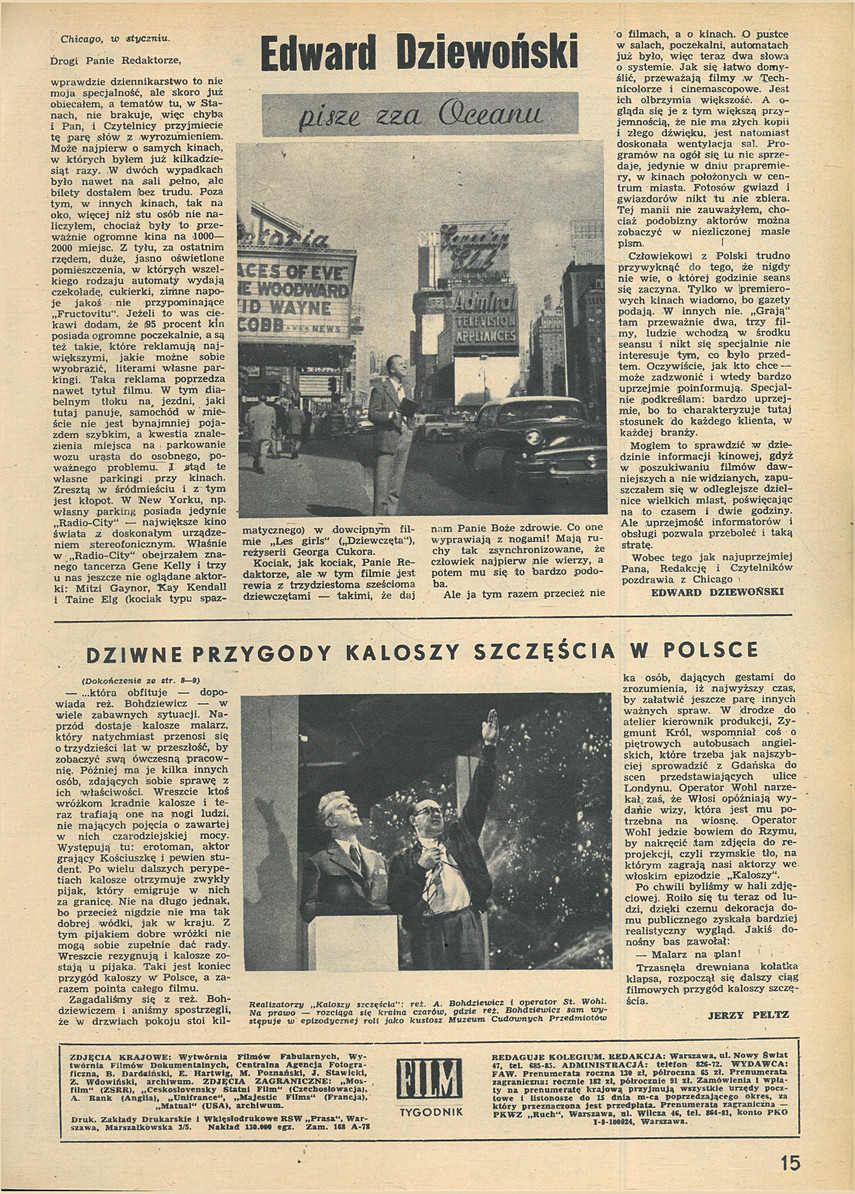 Chicago, w styczniu.
Drogi Panie Redaktorze,
wprawdzie dziennikarstwo to nie
moja specjalność, ale skoro już
obiecałem, a tematów tu, w Sta-
nach, nie brakuje, więc chyba
i Pan, i Czytelnicy przyjmiecie
tę parę słów z wyrozumieniem.
Może najpierw o samych kinach,
w których byłem już kilkadzie-
siąt razy. W dwóch wypadkach
było nawet na sali pełno, ale
bilety dostałem bez trudu. Poza
tym, w innych kinach, tak na
oko, więcej niż stu osób nie na-
liczyłem, chociaż były to prze-
ważnie ogromne kina na 1000—
2000 miejsc. Z tyłu, za ostatnim
rzędem, duże, jasno oświetlone
pomieszczenia, w których wszel-
kiego rodzaju automaty wydają
czekoladę, cukierki, zimne napo-
je jakoś nie przypominające
„Fructovitu". Jeżeli to was cie-
kawi dodam, że 95 procent kin
posiada ogromne poczekalnie, a są
też takie, które reklamują naj-
większymi, jakie można sobie
wyobrazić, literami własne par-
kingi. Taka reklama poprzedza
nawet tytuł filmu. W tym dia-
belnym tłoku na jezdni, jaki
tutaj panuje, samochód w mie-
ście nie jest bynajmniej poja-
zdem szybkim, a kwestia znale-
zienia miejsca na parkowanie
wozu urasta do osobnego, po-
ważnego problemu. I stąd te
własne parkingi przy kinach.
Zresztą w śródmieściu i z tym
jest kłopot. W New Yorku, np.
własny parking posiada jedynie
„Radio-City" — największe kino
świata z doskonałym urządze-
niem stereofonicznym. Właśnie
w „Radio-City" obejrzałem zna-
nego tancerza Gene Kelly i trzy
u nas jeszcze nie oglądane aktor-
ki: Mitzi Gaynor, Kay Kendall
i Taine Elg (kociak typu spaz-
Edward Dziewoński
pisze zza Oceanu
ictoria
ACES OF EVE"
NE WOODWARD
ID WAYNE
COBB
NEWS
Admiral
TELEVISION
APPLIANCES
matycznego) w dowcipnym fil-
mie „Les girls" („Dziewczęta"),
reżyserii Georga Cukora.
Kociak, jak kociak, Panie Re-
daktorze, ale w tym filmie jest
rewia z trzydziestoma sześcioma
dziewczętami — takimi, że daj
nam Panie Boże zdrowie. Co one
wyprawiają z nogami! Mają ru-
chy tak zsynchronizowane, że
człowiek najpierw nie wierzy, a
potem mu się to bardzo podo-
ba.
Ale ja tym razem przecież nie
o filmach, a o kinach. O pustce
w salach, poczekalni, automatach
już było, więc teraz dwa słowa
o systemie. Jak się łatwo domy-
ślić, przeważają filmy w Tech-
nicolorze i cinemascopowe. Jest
ich olbrzymia większość. A o-
gląda się je z tym większą przy-
jemnością, że nie ma złych kopii
i złego dźwięku, jest natomiast
doskonała wentylacja sal. Pro-
gramów na ogół się tu nie sprze-
daje, jedynie w dniu prapremie-
ry, w kinach położonych w cen-
trum miasta. Fotosów gwiazd i
gwiazdorów nikt tu nie zbiera.
Tej manii nie zauważyłem, cho-
ciaż podobizny aktorów można
zobaczyć w niezliczonej masie
pism.
Człowiekowi z Polski trudno
przywyknąć do tego, że nigdy
nie wie, o której godzinie seans
się zaczyna. Tylko w premiero-
wych kinach wiadomo, bo gazety
podają. W innych nie. „Grają"
tam przeważnie dwa, trzy fil-
my, ludzie wchodzą w środku
seansu i nikt się specjalnie nie
interesuje tym, co było przed-
tem. Oczywiście, jak kto chce —
może zadzwonić i wtedy bardzo
uprzejmie poinformują. Specjal-
nie podkreślam: bardzo uprzej-
mie, bo to charakteryzuje tutaj
stosunek do każdego klienta, w
każdej branży.
Mogłem to sprawdzić w dzie-
dzinie informacji kinowej, gdyż
w poszukiwaniu filmów daw-
niejszych a nie widzianych, zapu-
szczałem się w odleglejsze dziel-
nice wielkich miast, poświęcając
na to czasem i dwie godziny.
Ale uprzejmość informatorów i
obsługi pozwala przeboleć i taką
stratę.
Wobec tego jak najuprzejmiej
Pana, Redakcję i Czytelników
pozdrawia z Chicago
EDWARD DZIEWOŃSKI
DZIWNE PRZYGODY KALOSZY SZCZĘŚCIA W POLSCE
(Dokończenie ze str. 8—9)
— ...która obfituje — dopo-
wiada reż. Bohdziewicz — w
wiele zabawnych sytuacji. Na-
przód dostaje kalosze malarz,
który natychmiast przenosi się
o trzydzieści lat w przeszłość, by
zobaczyć swą ówczesną pracow-
nię. Później ma je kilka innych
osób, zdających sobie sprawę z
ich właściwości. Wreszcie ktoś
wróżkom kradnie kalosze i te-
raz trafiają one na nogi ludzi,
nie mających pojęcia o zawartej
w nich czarodziejskiej mocy.
Występują tu: erotoman, aktor
grający Kościuszkę i pewien stu-
dent. Po wielu dalszych perype-
tiach kalosze otrzymuje zwykły
pijak, który emigruje w nich
za granicę. Nie na długo jednak,
bo przecież nigdzie nie ma tak
dobrej wódki, jak w kraju. Z
tym pijakiem dobre wróżki nie
mogą sobie zupełnie dać rady.
Wreszcie rezygnują i kalosze zo-
stają u pijaka. Taki jest koniec
przygód kaloszy w Polsce, a za-
razem pointa całego filmu.
Zagadaliśmy się z reż. Boh-
dziewiczem i aniśmy spostrzegli,
że w drzwiach pokoju stoi kil-
Realizatorzy „Kaloszy szczęścia": reż. A. Bohdziewicz i operator St. Wohl.
Na prawo — rozciąga się kraina czarów, gdzie reż. Bohdziewicz sam wy-
stępuje w epizodycznej roli jako kustosz Muzeum Cudownych Przedmiotów
ka osób, dających gestami do
zrozumienia, iż najwyższy czas,
by załatwić jeszcze parę innych
ważnych spraw. W drodze do
atelier kierownik produkcji, Zy-
gmunt Król, wspomniał coś o
piętrowych autobusach angiel-
skich, które trzeba jak najszyb-
ciej sprowadzić z Gdańska do
scen przedstawiających ulice
Londynu. Operator Wohl narze-
kał zaś, że Włosi opóźniają wy-
danie wizy, która jest mu po-
trzebna na wiosnę. Operator
Wohl jedzie bowiem do Rzymu,
by nakręcić tam zdjęcia do re-
projekcji, czyli rzymskie tło, na
którym zagrają nasi aktorzy we
włoskim epizodzie „Kaloszy".
Po chwili byliśmy w hali zdję-
ciowej. Roiło się tu teraz od lu-
dzi, dzięki czemu dekoracja do-
mu publicznego zyskała bardziej
realistyczny wygląd. Jakiś do-
nośny bas zawołał:
— Malarz na plan!
Trzasnęła drewniana kołatka
klapsa, rozpoczął się dalszy ciąg
filmowych przygód kaloszy szczę-
ścia.
JERZY PELTZ
ZDJĘCIA KRAJOWE: Wytwórnia Filmów Fabularnych, Wy-
twórnia Filmów Dokumentalnych, Centralna Agencja Fotogra-
ficzna, B. Dardziński, E. Hartwig, M. Poznański, J. Stawicki,
Z. Wdowiński, archiwum. ZDJĘCIA ZAGRANICZNE: „Mos-
film" (ZSRR), „Ceskoslovensky Statni Film" (Czechosłowacja),
A. Rank (Anglia), „Unifrance", „Majestic Films" (Francja),
„Matual" (USA), archiwum.
Druk. Zakłady Drukarskie i Wklęsłodrukowe RSW „Prasa", War-
szawa, Marszałkowska 3/5. Nakład 130.000 egz. Zam. 168 A-78
FILM
TYGODNIK
REDAGUJE KOLEGIUM. REDAKCJA: Warszawa, ul. Nowy Świat
47, tel. 685-85. ADMINISTRACJA: telefon 826-72. WYDAWCA:
FAW. Prenumerata roczna 130 zł, półroczna 65 zł. Prenumerata
zagraniczna: rocznie 182 zł, półrocznie 91 zł. Zamówienia i wpła-
ty na prenumeratę krajową przyjmują wszystkie urzędy pocz-
towe i listonosze do 15 dnia m-ca poprzedzającego okres, za
który przeznaczona jest przedpłata. Prenumerata zagraniczna —
PKWZ „Ruch", Warszawa, ul. Wilcza 46, tel. 864-81, konto PKO
1-8-100024, Warszawa.
15